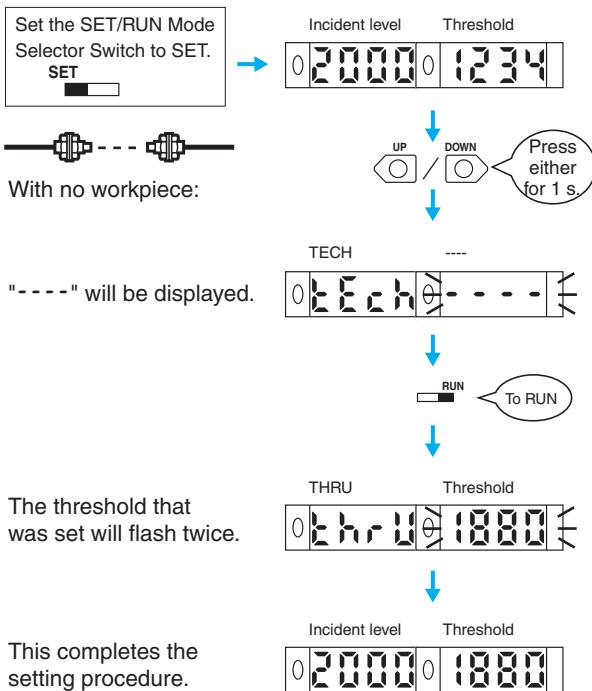 Set the SET/RUN Mode
Selector Switch to SET.
SET
Incident level Threshold
2000 1234
UP / DOWN
Press
either
for 1 s.
With no workpiece:
TECH ----
"----" will be displayed.
tEch ----
RUN
To RUN
THRU Threshold
The threshold that
was set will flash twice.
thrU 1880
Incident level Threshold
This completes the
setting procedure.
2000 1880